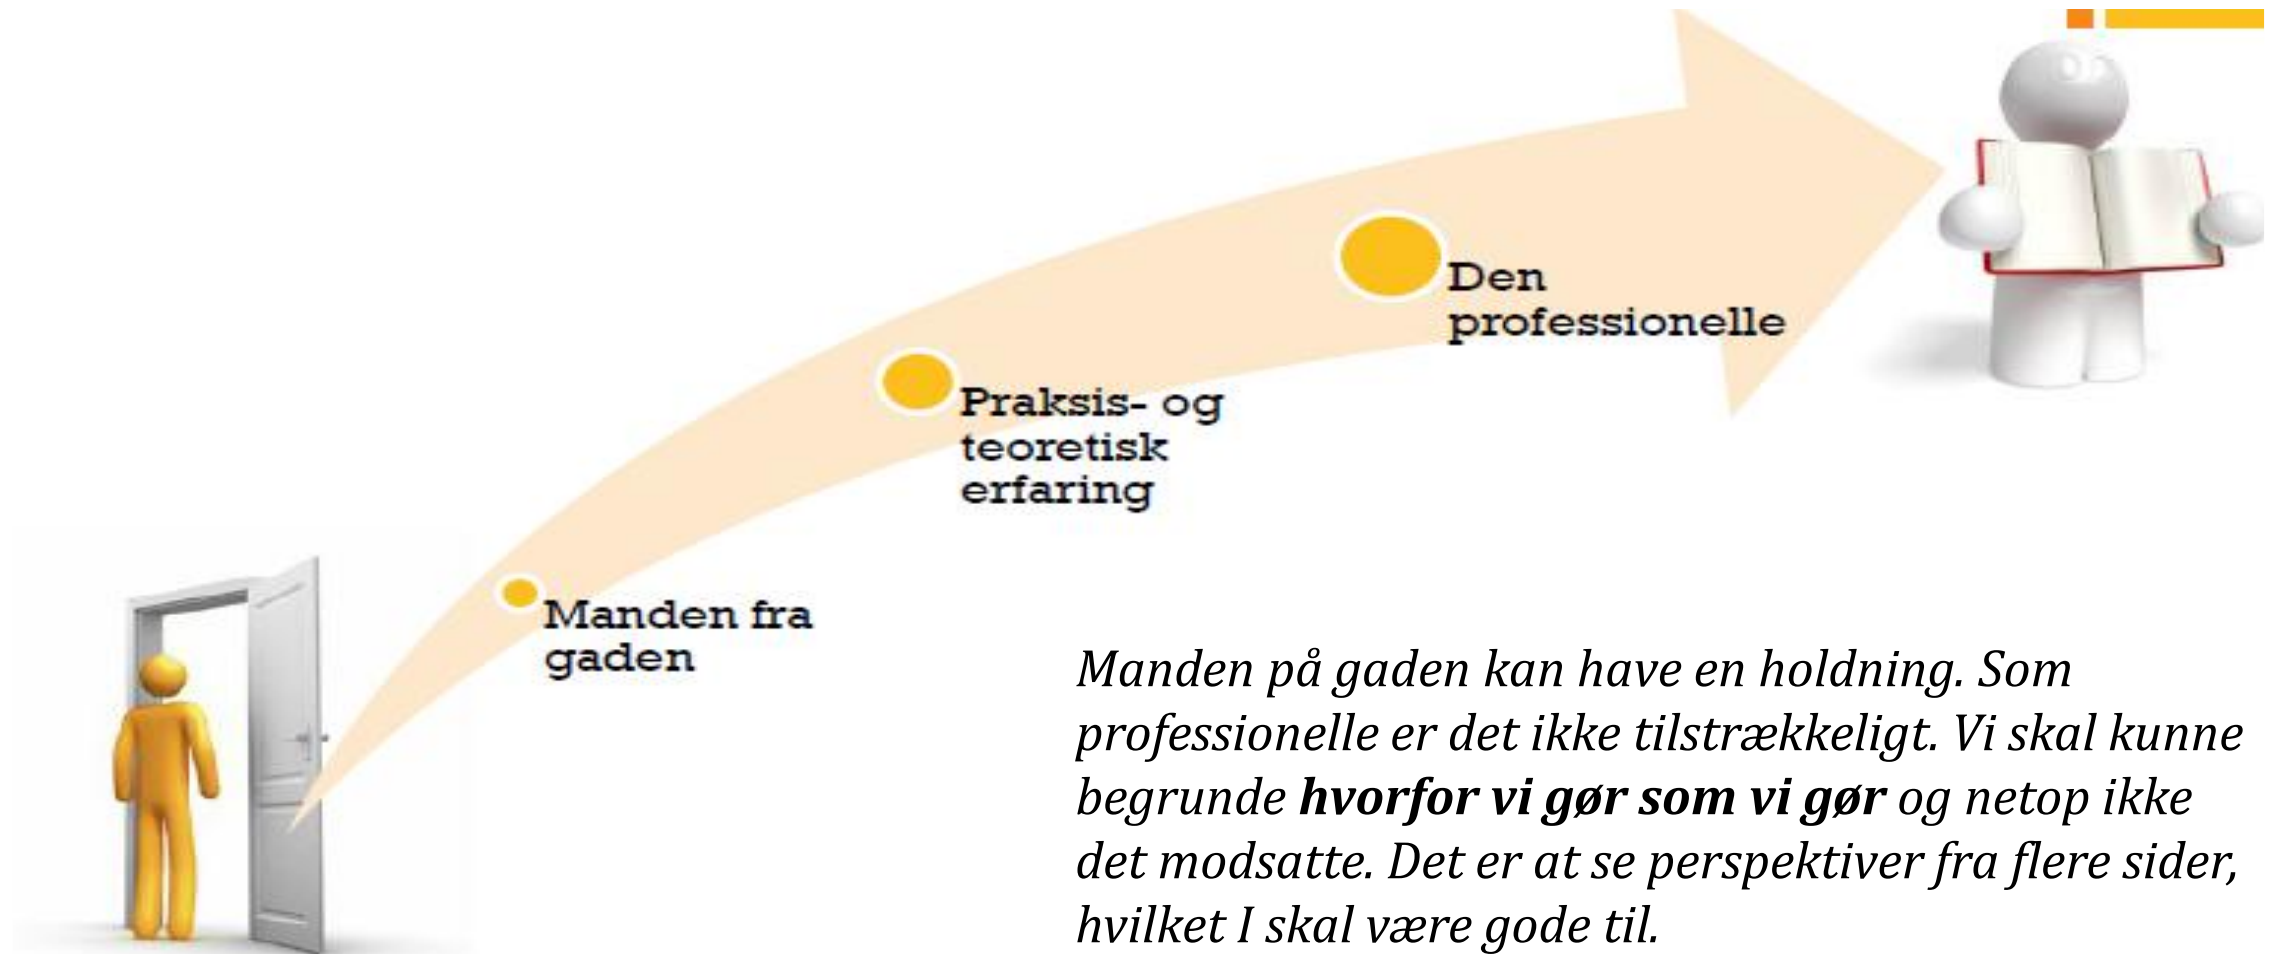 Den
professionelle
Praksis- og
teoretisk
erfaring
Manden fra
gaden
Manden på gaden kan have en holdning. Som
professionelle er det ikke tilstrækkeligt. Vi skal kunne
begrunde hvorfor vi gør som vi gør og netop ikke
det modsatte. Det er at se perspektiver fra flere sider,
hvilket I skal være gode til.